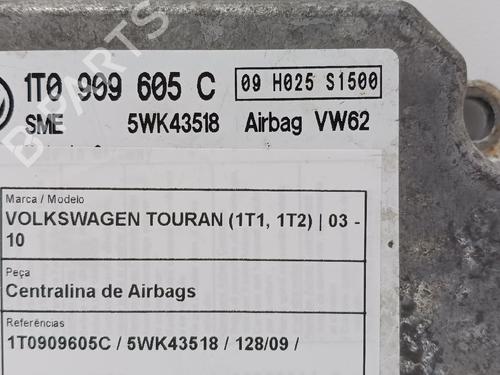 1T0 909 605 C
09 H025 S1500
SME 5WK43518 Airbag VW62
Marca / Modelo
VOLKSWAGEN TOURAN (1T1, 1T2) | 03 -
10
Peça
Centralina de Airbags
Referências
1T0909605C / 5WK43518 / 128/09 /